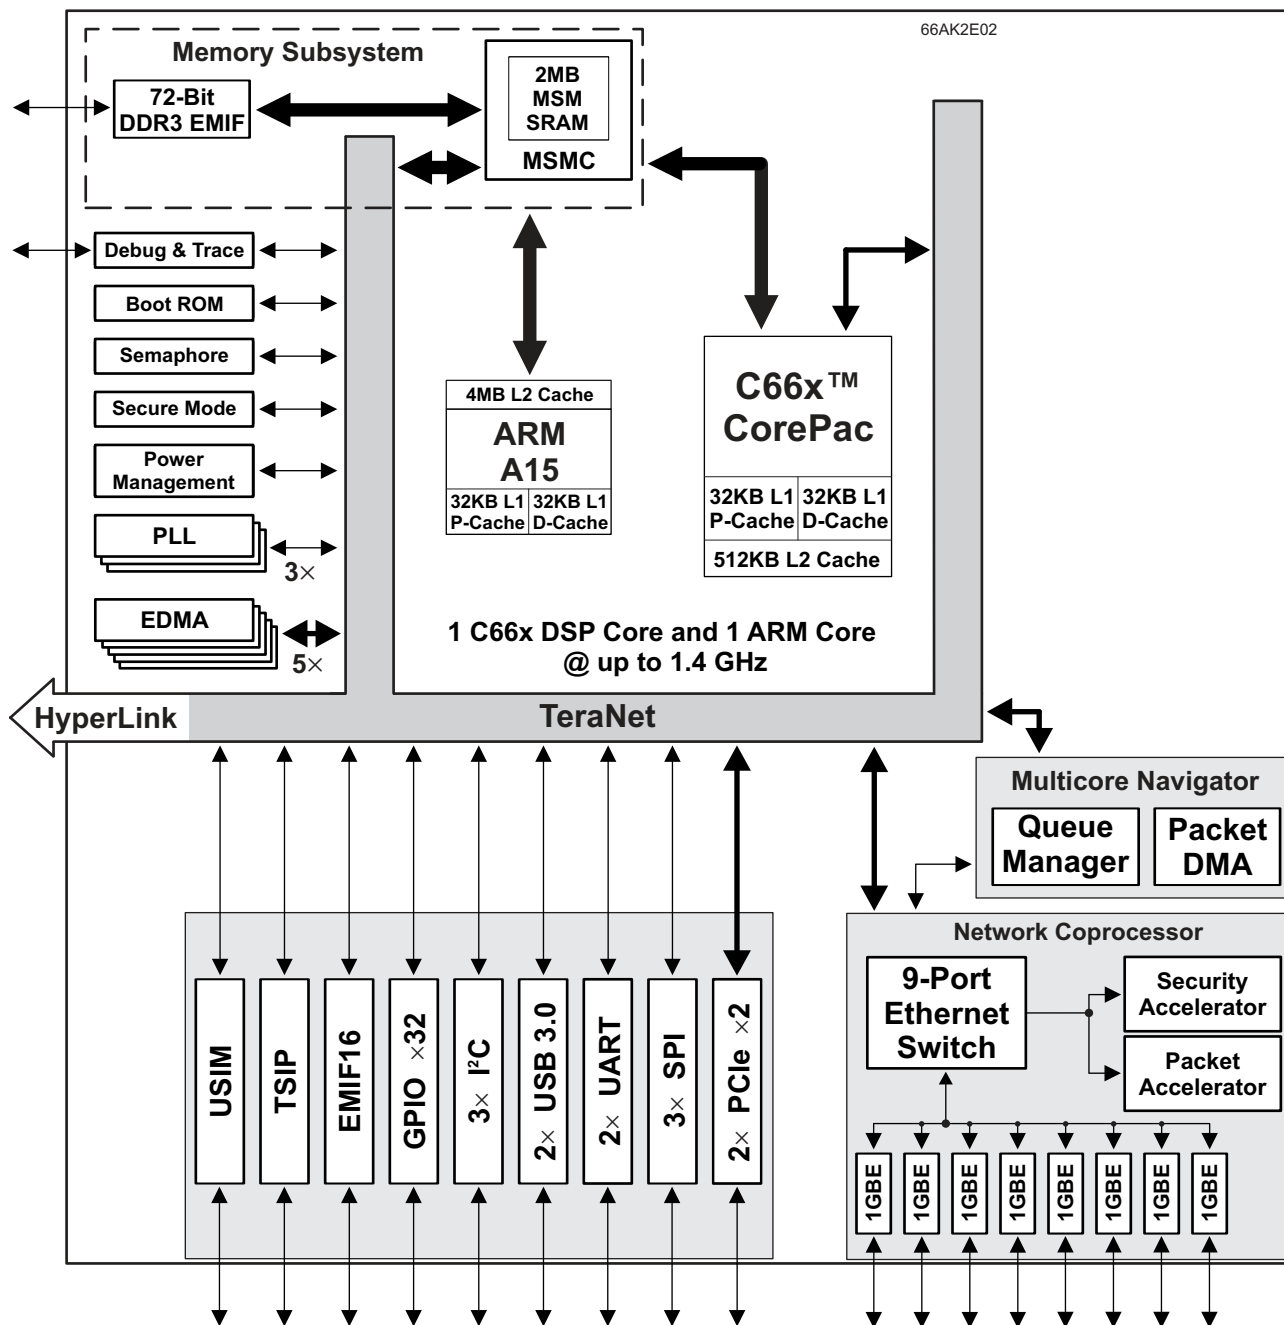 66AK2E02
Memory Subsystem
72-Bit
DDR3 EMIF
2MB
MSM
SRAM
MSMC
Debug & Trace
Boot ROM
Semaphore
Secure Mode
Power
Management
PLL
3×
EDMA
5×
4MB L2 Cache
ARM
A15
32KB L1
P-Cache
32KB L1
D-Cache
C66x™
CorePac
32KB L1
P-Cache
32KB L1
D-Cache
512KB L2 Cache
1 C66x DSP Core and 1 ARM Core
@ up to 1.4 GHz
HyperLink
TeraNet
Multicore Navigator
Queue
Manager
Packet
DMA
USIM
TSIP
EMIF16
GPIO ×32
3× I²C
2× USB 3.0
2× UART
3× SPI
2× PCIe ×2
Network Coprocessor
9-Port
Ethernet
Switch
Security
Accelerator
Packet
Accelerator
1GBE
1GBE
1GBE
1GBE
1GBE
1GBE
1GBE
1GBE